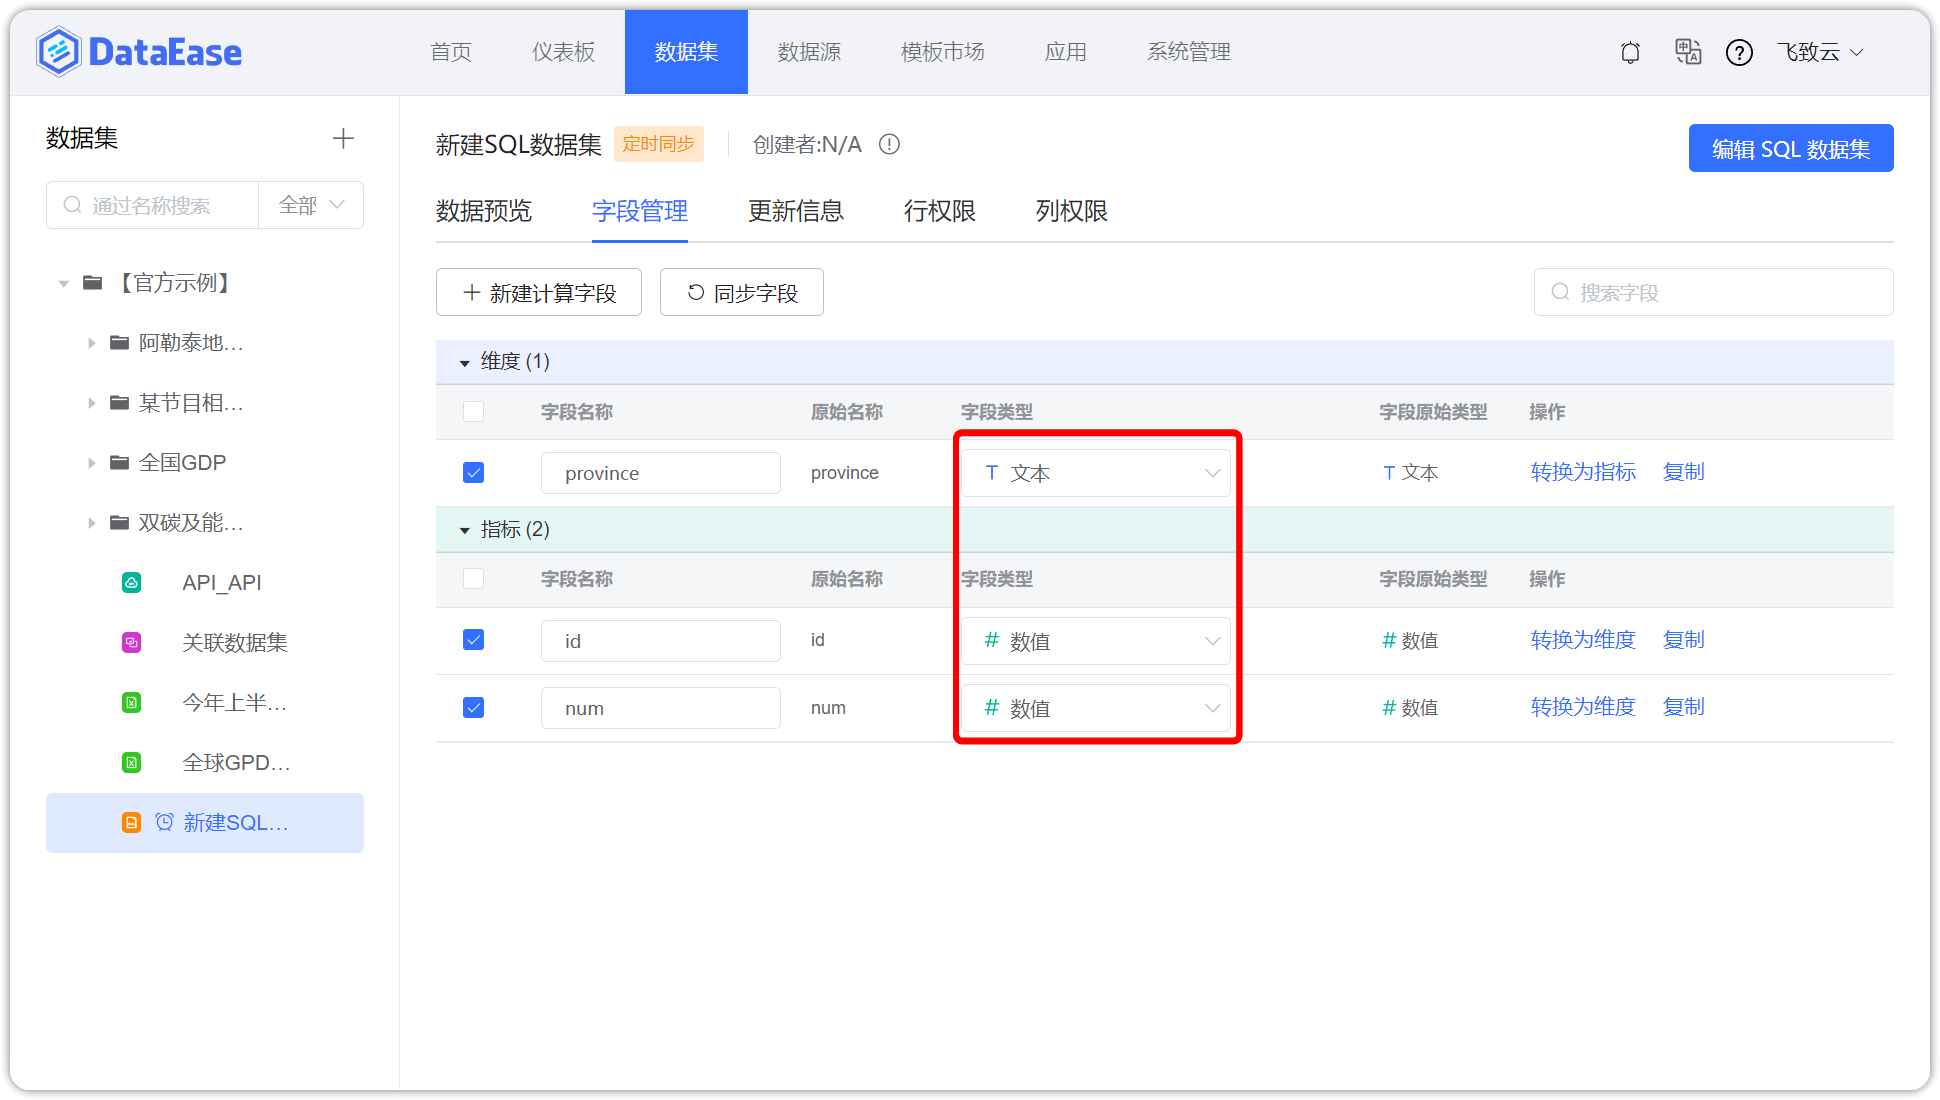 DataEase
首页
仪表板
数据集
数据源
模板市场
应用
系统管理
飞致云
数据集
通过名称搜索
全部
【官方示例】
阿勒泰地...
某节目相...
全国GDP
双碳及能...
API_API
关联数据集
今年上半...
全球GPD...
新建SQL...
新建SQL数据集
定时同步
创建者:N/A
编辑 SQL 数据集
数据预览
字段管理
更新信息
行权限
列权限
新建计算字段
同步字段
搜索字段
维度 (1)
字段名称 原始名称 字段类型 字段原始类型 操作
province province T 文本 T 文本 转换为指标 复制
指标 (2)
字段名称 原始名称 字段类型 字段原始类型 操作
id id # 数值 # 数值 转换为维度 复制
num num # 数值 # 数值 转换为维度 复制